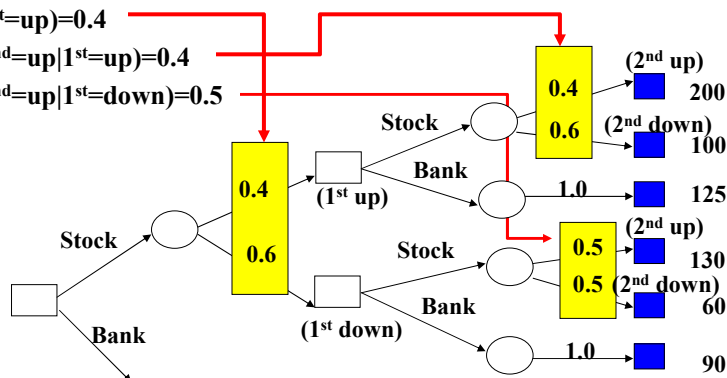 st=up)=0.4
nd=up|1st=up)=0.4
nd=up|1st=down)=0.5
(2nd up)
0.4
200
Stock
0.6
(2nd down)
100
Bank
0.4
(1st up)
1.0
125
Stock
0.6
(2nd up)
0.5
130
Stock
0.5
(2nd down)
60
Bank
(1st down)
Bank
1.0
90